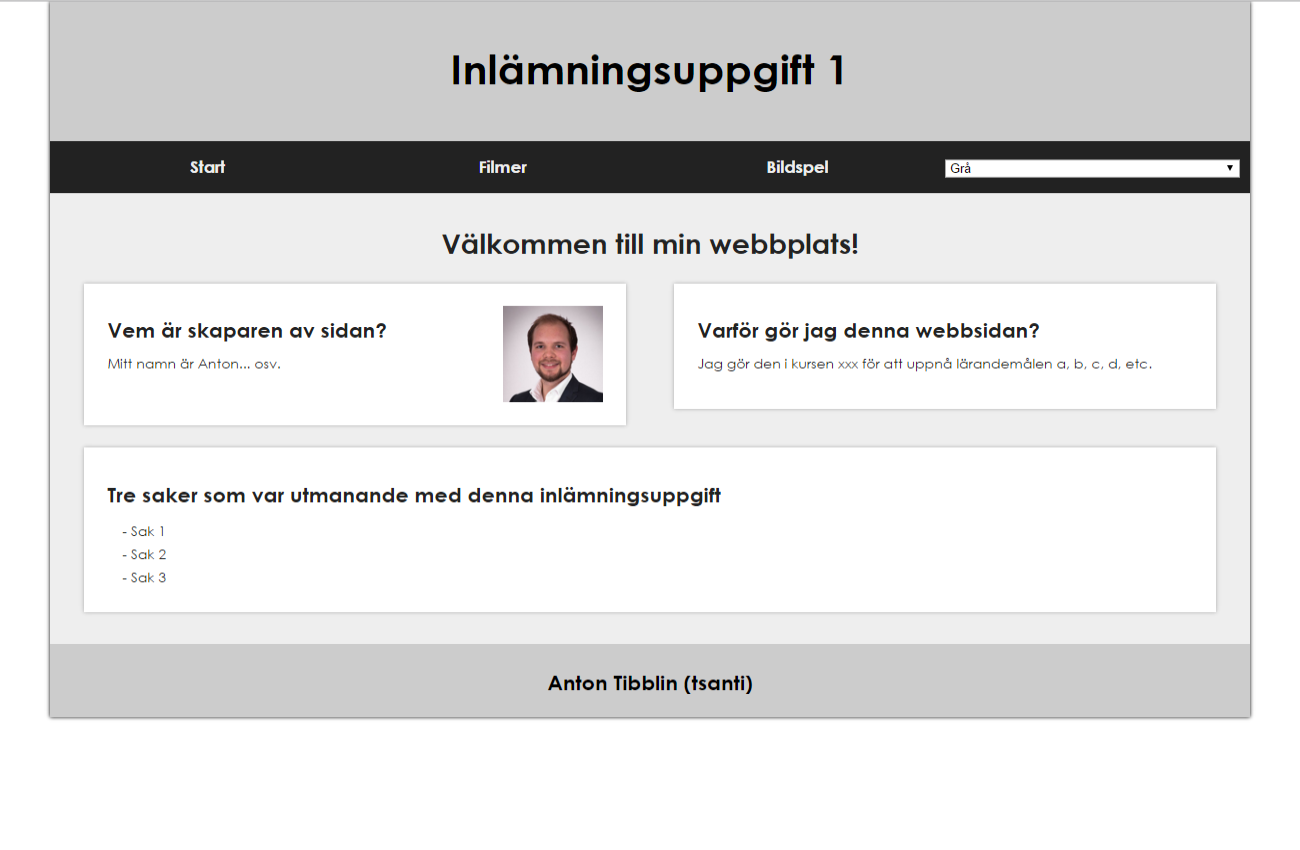 Inlämningsuppgift 1
Start Filmer Bildspel Grå
Välkommen till min webbplats!
Vem är skaparen av sidan?
Mitt namn är Anton... osv.
Varför gör jag denna webbsidan?
Jag gör den i kursen xxx för att uppnå lärandemålen a, b, c, d, etc.
Tre saker som var utmanande med denna inlämningsuppgift
- Sak 1
- Sak 2
- Sak 3
Anton Tibblin (tsanti)